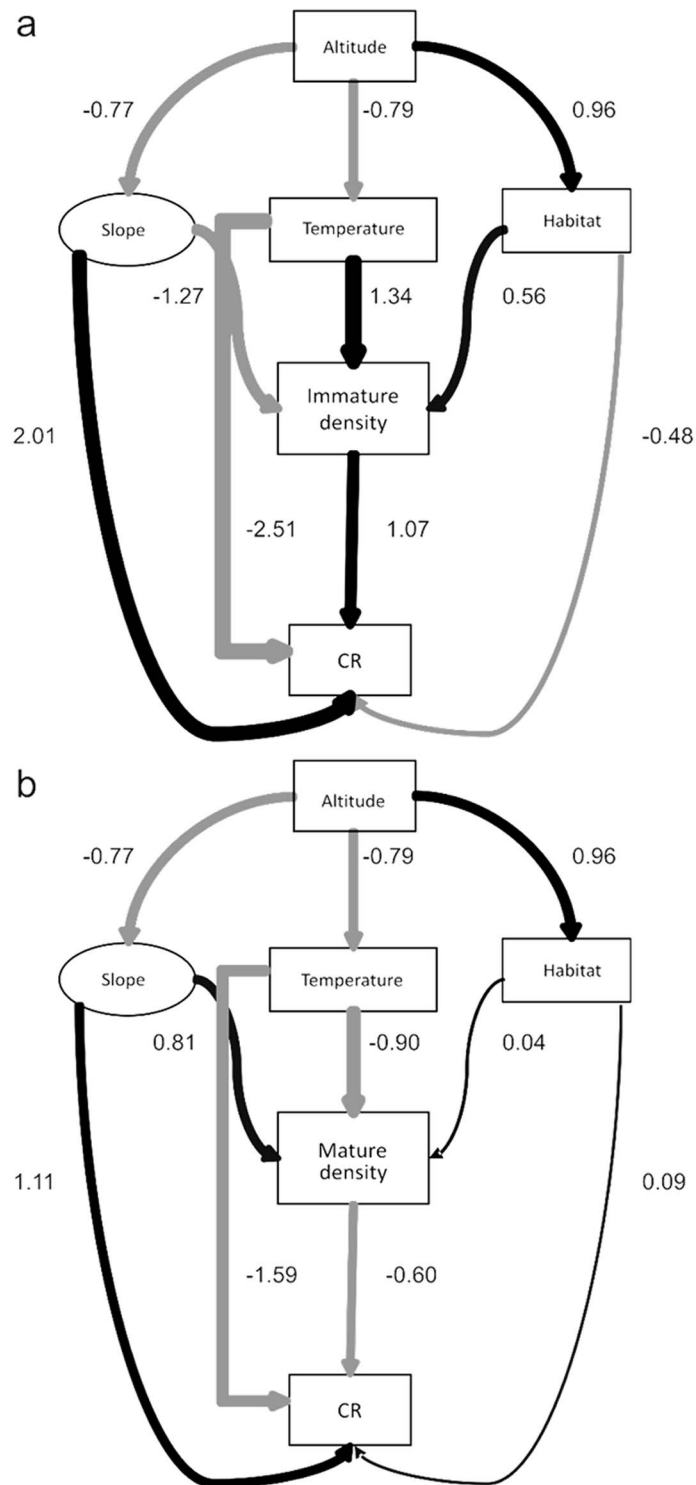 a
Altitude
-0.77
-0.79
0.96
Slope
Temperature
Habitat
-1.27
1.34
0.56
Immature
density
2.01
-0.48
-2.51
1.07
CR
b
Altitude
-0.77
-0.79
0.96
Slope
Temperature
Habitat
0.81
-0.90
0.04
Mature
density
1.11
0.09
-1.59
-0.60
CR